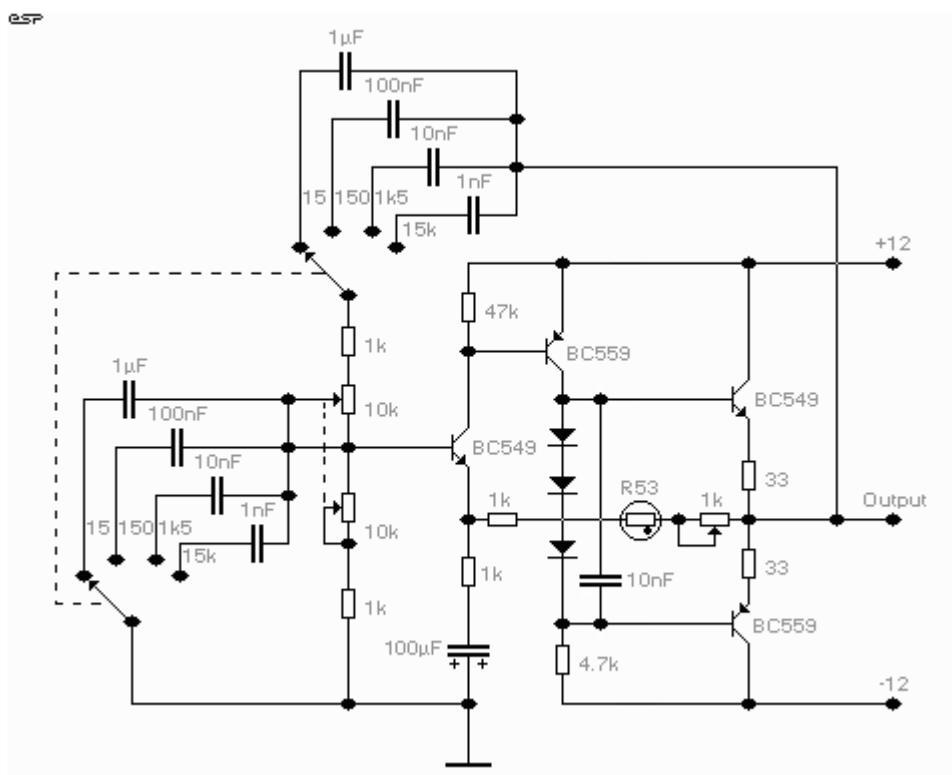 esp
1µF
100nF
10nF
1nF
15 150 1k5
15k
+12
47k
1k
BC559
1µF
10k
BC549
100nF
BC549
10nF
R53
1k
33
1nF
1k
Output
15 150 1k5
10k
15k
1k
10nF
33
1k
BC559
100µF
+ +
4.7k
-12